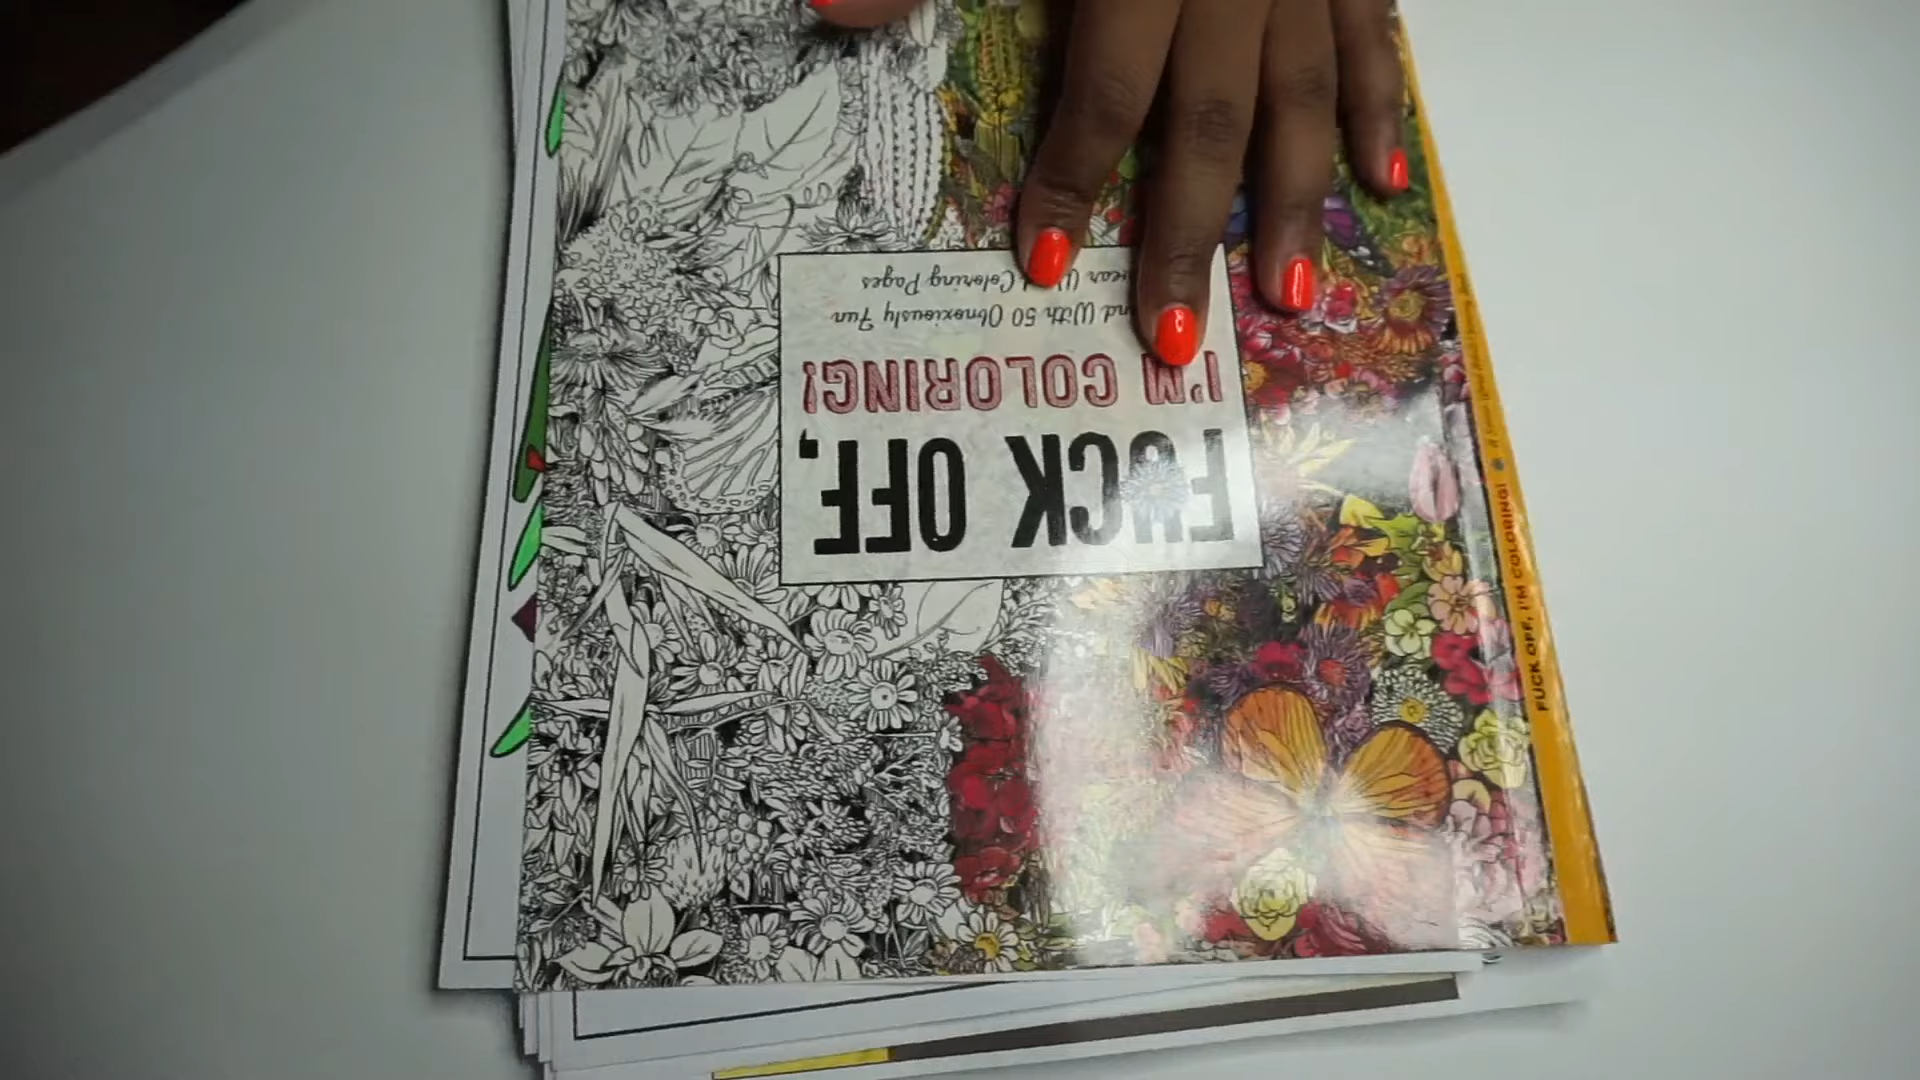 FUCK OFF,
I'M COLORING!
With 50 Obnoxiously Fun
Coloring Pages
FUCK OFF, I'M COLORING!